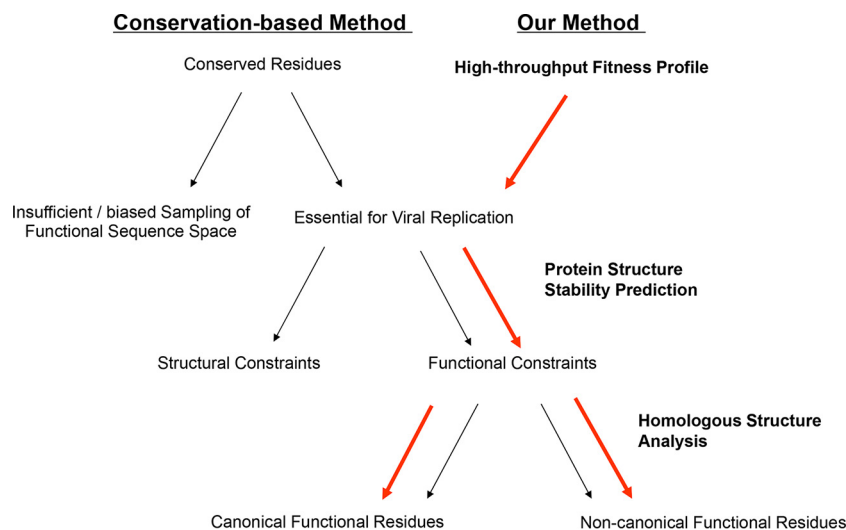 Conservation-based Method
Our Method
Conserved Residues
High-throughput Fitness Profile
Insufficient / biased Sampling of
Functional Sequence Space
Essential for Viral Replication
Protein Structure
Stability Prediction
Structural Constraints
Functional Constraints
Homologous Structure
Analysis
Canonical Functional Residues
Non-canonical Functional Residues